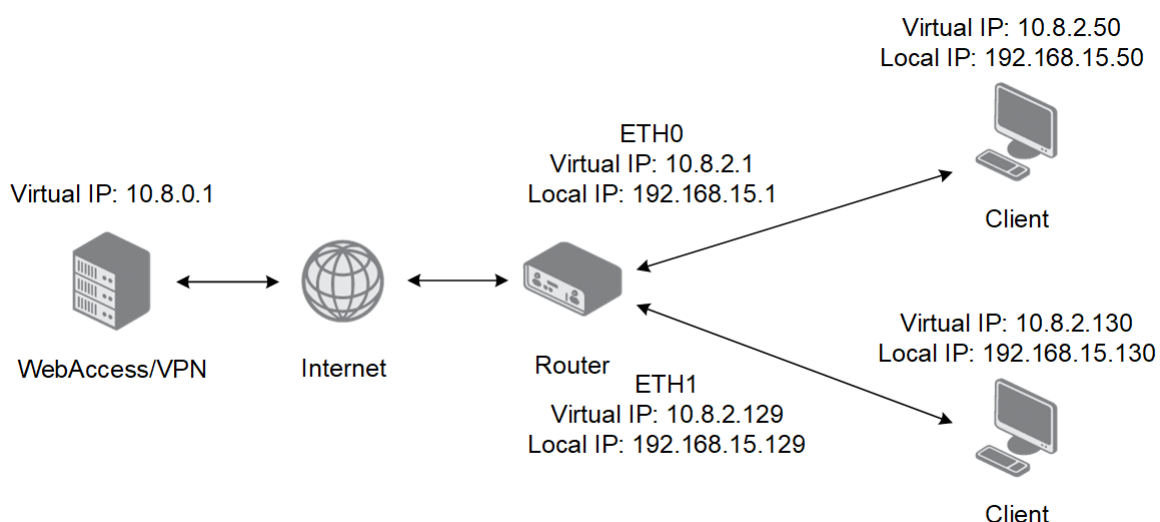 Virtual IP: 10.8.2.50
Local IP: 192.168.15.50
Client
ETH0
Virtual IP: 10.8.2.1
Local IP: 192.168.15.1
Virtual IP: 10.8.0.1
WebAccess/VPN
Internet
Router
ETH1
Virtual IP: 10.8.2.129
Local IP: 192.168.15.129
Virtual IP: 10.8.2.130
Local IP: 192.168.15.130
Client